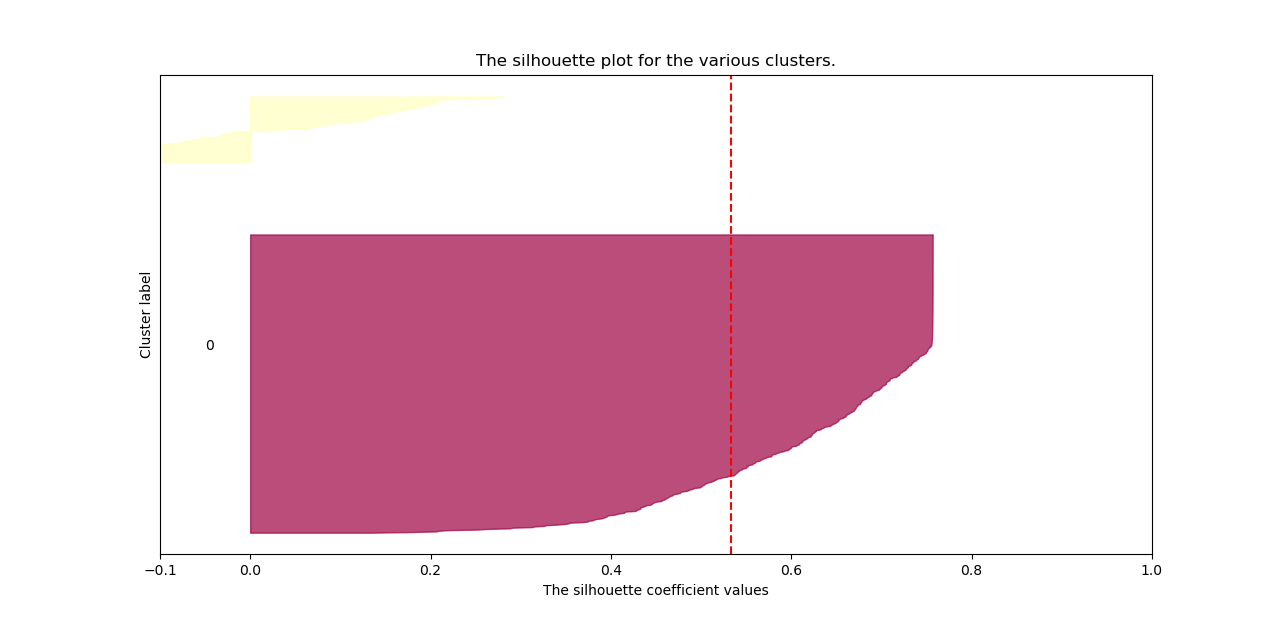 The silhouette plot for the various clusters.
Cluster label
0
−0.1 0.0 0.2 0.4 0.6 0.8 1.0
The silhouette coefficient values